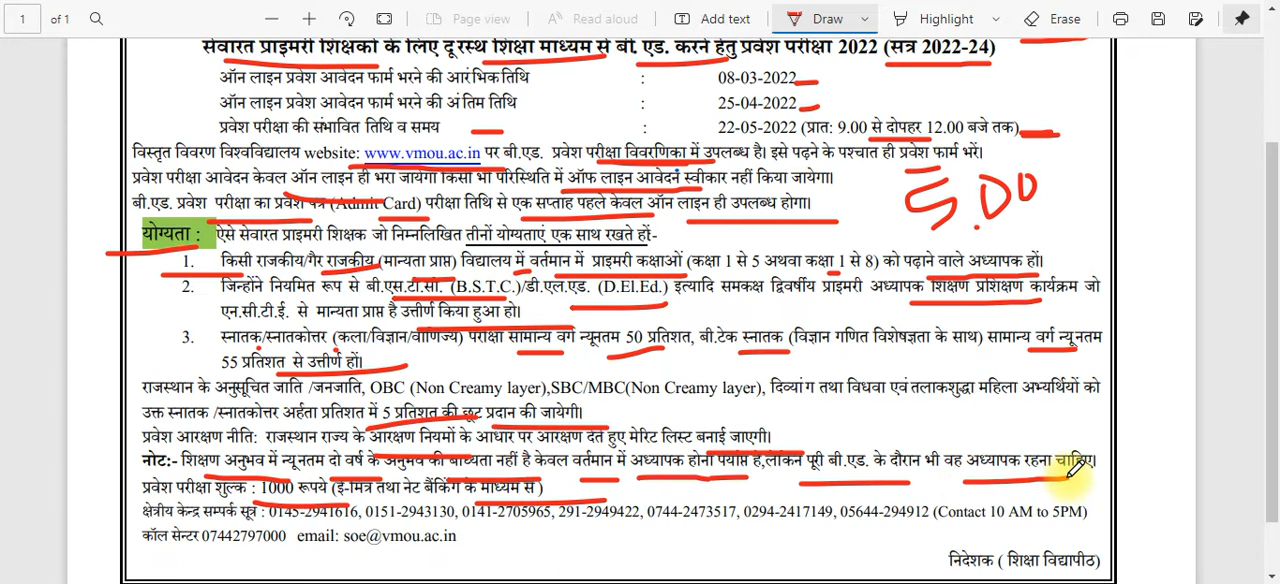 1 of 1 Page view Read aloud Add text Draw Highlight Erase
सेवारत प्राइमरी शिक्षकों के लिए दूरस्थ शिक्षा माध्यम से बी. एड. करने हेतु प्रवेश परीक्षा 2022 (सत्र 2022-24)
ऑन लाइन प्रवेश आवेदन फार्म भरने की आरंभिक तिथि : 08-03-2022
ऑन लाइन प्रवेश आवेदन फार्म भरने की अंतिम तिथि : 25-04-2022
प्रवेश परीक्षा की संभावित तिथि व समय : 22-05-2022 (प्रात: 9.00 से दोपहर 12.00 बजे तक)
विस्तृत विवरण विश्वविद्यालय website: www.vmou.ac.in पर बी.एड. प्रवेश परीक्षा विवरणिका में उपलब्ध है। इसे पढ़ने के पश्चात ही प्रवेश फार्म भरें।
प्रवेश परीक्षा आवेदन केवल ऑन लाइन ही भरा जायेगा किसी भी परिस्थिति में ऑफ लाइन आवेदन स्वीकार नहीं किया जायेगा।
बी.एड. प्रवेश परीक्षा का प्रवेश पत्र (Admit Card) परीक्षा तिथि से एक सप्ताह पहले केवल ऑन लाइन ही उपलब्ध होगा।
5.00
योग्यता : ऐसे सेवारत प्राइमरी शिक्षक जो निम्नलिखित तीनों योग्यताएं एक साथ रखते हों-
1. किसी राजकीय/गैर राजकीय (मान्यता प्राप्त) विद्यालय में वर्तमान में प्राइमरी कक्षाओं (कक्षा 1 से 5 अथवा कक्षा 1 से 8) को पढ़ाने वाले अध्यापक हों।
2. जिन्होंने नियमित रूप से बी.एस.टी.सी. (B.S.T.C.)/डी.एल.एड. (D.El.Ed.) इत्यादि समकक्ष द्विवर्षीय प्राइमरी अध्यापक शिक्षण प्रशिक्षण कार्यक्रम जो
एन.सी.टी.ई. से मान्यता प्राप्त है उत्तीर्ण किया हुआ हो।
3. स्नातक/स्नातकोत्तर (कला/विज्ञान/वाणिज्य) परीक्षा सामान्य वर्ग न्यूनतम 50 प्रतिशत, बी.टेक स्नातक (विज्ञान गणित विशेषज्ञता के साथ) सामान्य वर्ग न्यूनतम
55 प्रतिशत से उत्तीर्ण हों।
राजस्थान के अनुसूचित जाति /जनजाति, OBC (Non Creamy layer),SBC/MBC(Non Creamy layer), दिव्यांग तथा विधवा एवं तलाकशुद्धा महिला अभ्यर्थियों को
उक्त स्नातक /स्नातकोत्तर अर्हता प्रतिशत में 5 प्रतिशत की छूट प्रदान की जायेगी।
प्रवेश आरक्षण नीति: राजस्थान राज्य के आरक्षण नियमों के आधार पर आरक्षण देते हुए मेरिट लिस्ट बनाई जाएगी।
नोट:- शिक्षण अनुभव में न्यूनतम दो वर्ष के अनुभव की बाध्यता नहीं है केवल वर्तमान में अध्यापक होना पर्याप्त है,लेकिन पूरी बी.एड. के दौरान भी वह अध्यापक रहना चाहिए।
प्रवेश परीक्षा शुल्क : 1000 रूपये (ई-मित्र तथा नेट बैंकिंग के माध्यम से )
क्षेत्रीय केन्द्र सम्पर्क सूत्र : 0145-2941616, 0151-2943130, 0141-2705965, 291-2949422, 0744-2473517, 0294-2417149, 05644-294912 (Contact 10 AM to 5PM)
कॉल सेन्टर 07442797000 email: soe@vmou.ac.in
निदेशक ( शिक्षा विद्यापीठ)